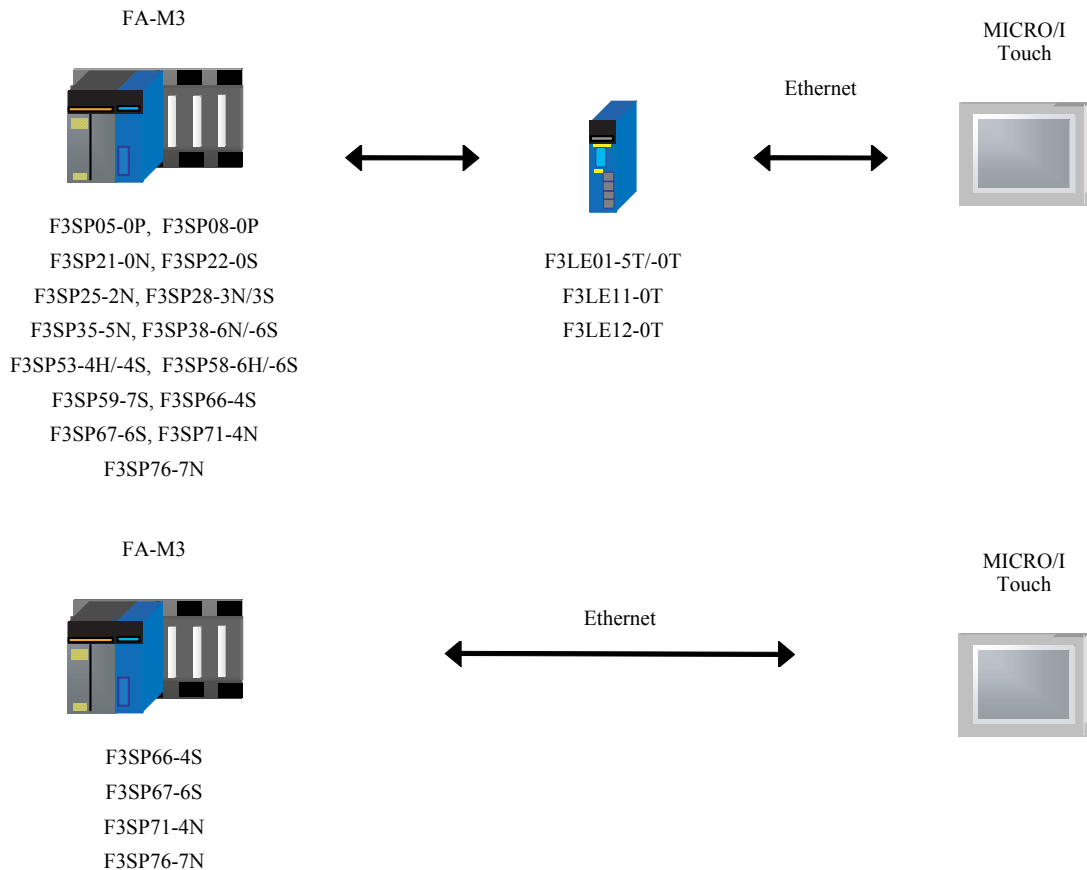 FA-M3
MICRO/I
Touch
Ethernet
F3SP05-0P, F3SP08-0P
F3SP21-0N, F3SP22-0S
F3SP25-2N, F3SP28-3N/3S
F3SP35-5N, F3SP38-6N/-6S
F3SP53-4H/-4S, F3SP58-6H/-6S
F3SP59-7S, F3SP66-4S
F3SP67-6S, F3SP71-4N
F3SP76-7N
F3LE01-5T/-0T
F3LE11-0T
F3LE12-0T
FA-M3
MICRO/I
Touch
Ethernet
F3SP66-4S
F3SP67-6S
F3SP71-4N
F3SP76-7N